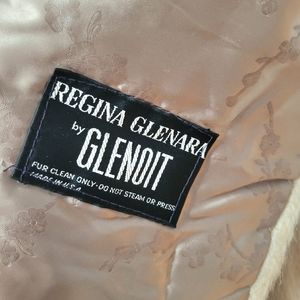 REGINA GLENARA
by
GLENOIT
FUR CLEAN ONLY-DO NOT STEAM OR PRESS
MADE IN U.S.A.